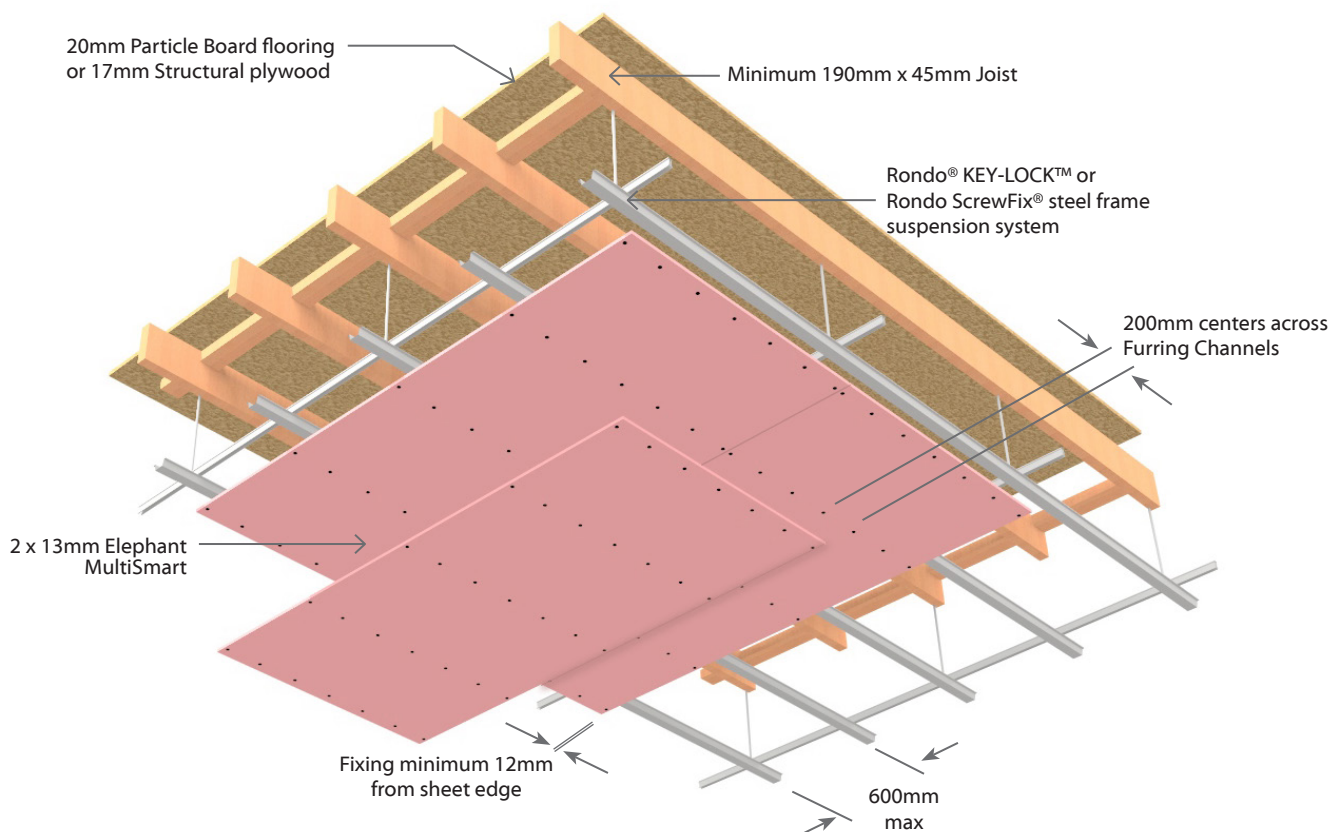 20mm Particle Board flooring
or 17mm Structural plywood
Minimum 190mm x 45mm Joist
Rondo® KEY-LOCK™ or
Rondo ScrewFix® steel frame
suspension system
200mm centers across
Furring Channels
2 x 13mm Elephant
MultiSmart
Fixing minimum 12mm
from sheet edge
600mm
max